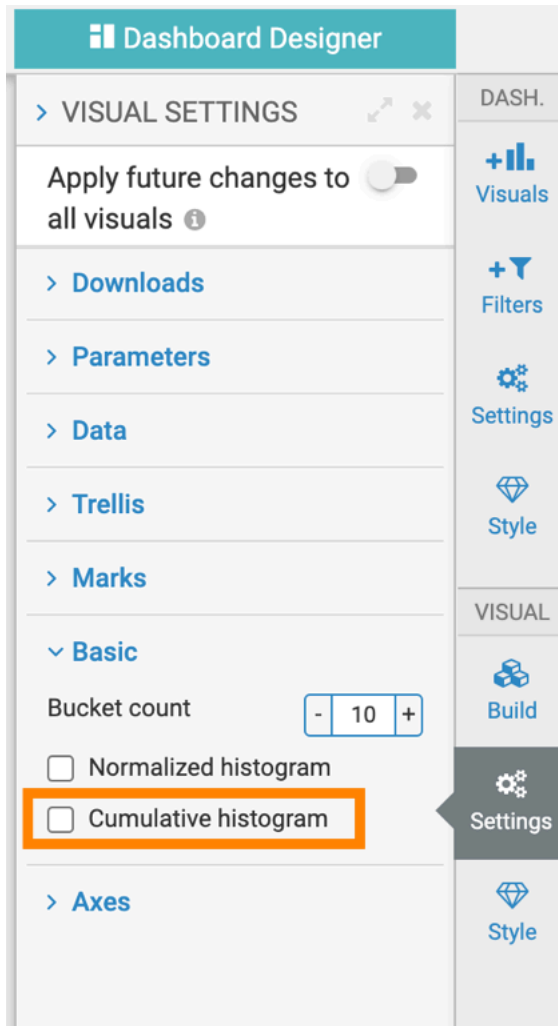 Dashboard Designer
VISUAL SETTINGS
Apply future changes to
all visuals
Downloads
Parameters
Data
Trellis
Marks
Basic
Bucket count - 10 +
Normalized histogram
Cumulative histogram
Axes
DASH.
Visuals
Filters
Settings
Style
VISUAL
Build
Settings
Style